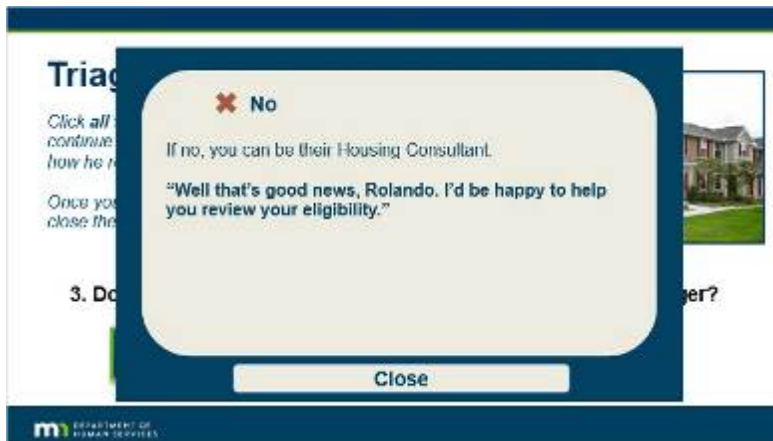 Triag
Click all
continue
how he r
Once you
close the
✖ No
If no, you can be their Housing Consultant.
"Well that's good news, Rolando. I'd be happy to help
you review your eligibility."
3. Do
ger?
Close
mn DEPARTMENT OF
HUMAN SERVICES